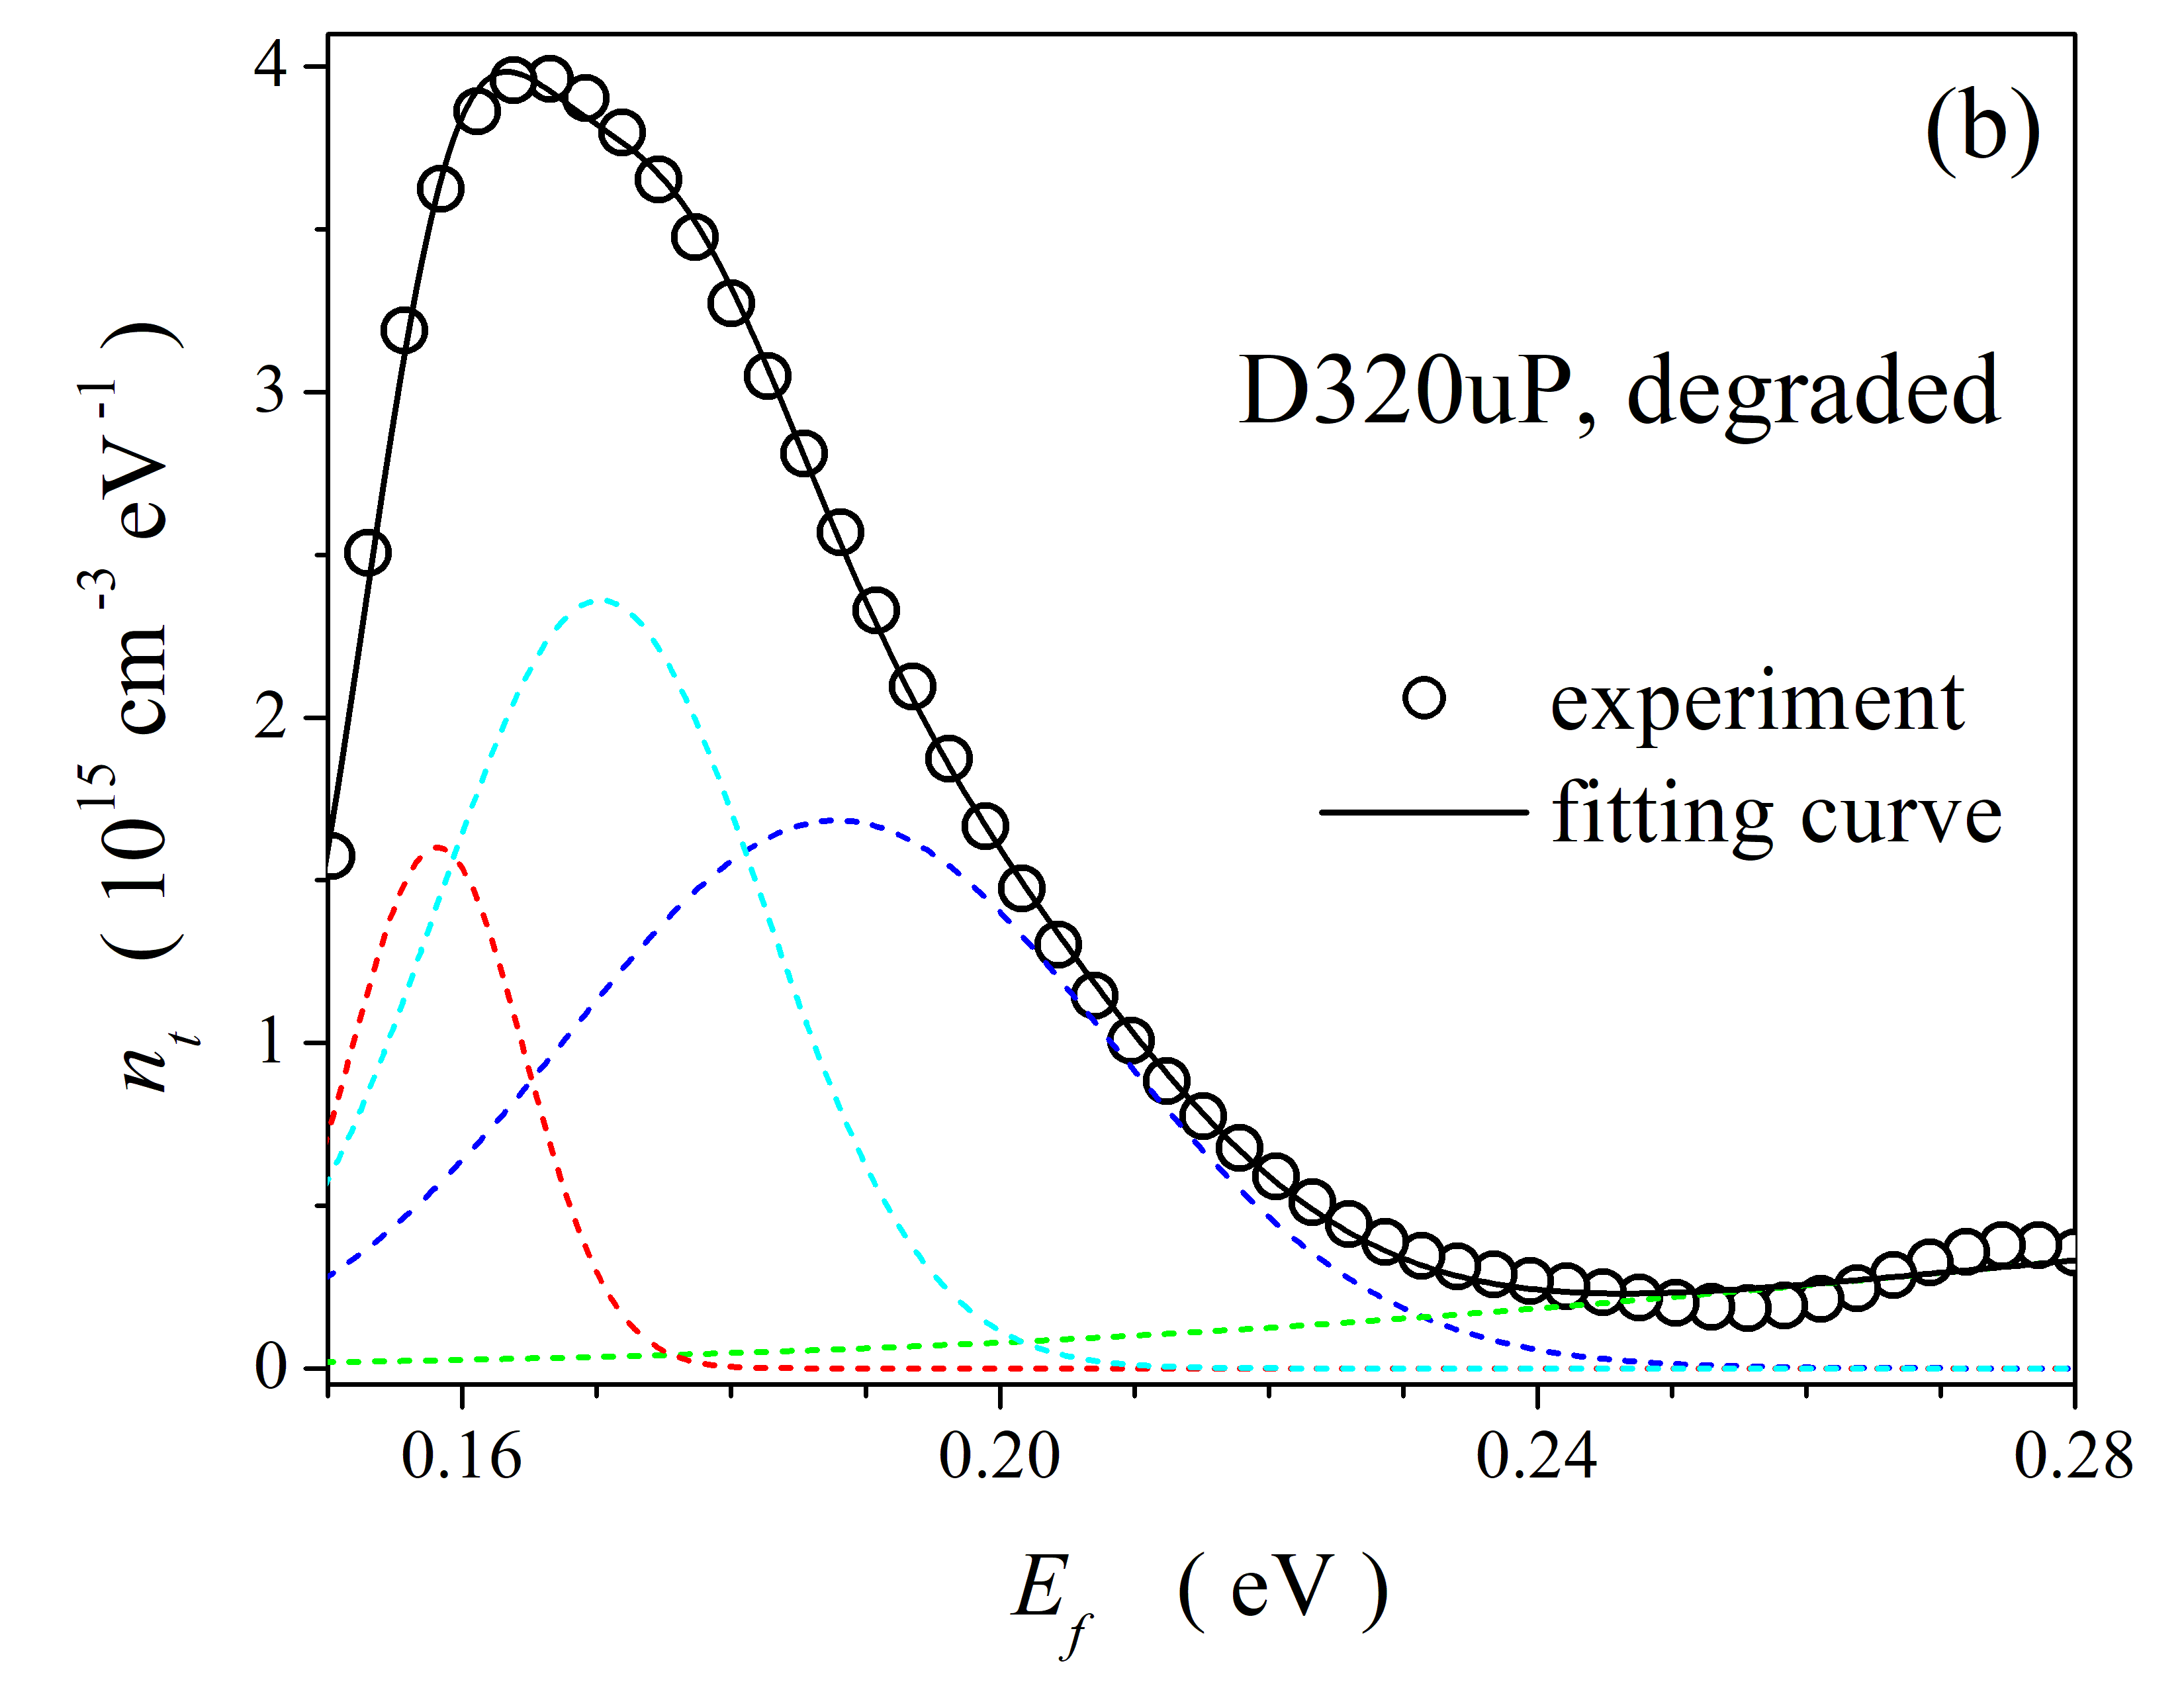 (b)
D320uP, degraded
experiment
fitting curve
4
3
2
1
0
n_t ( 10^15 cm^-3 eV^-1 )
0.16 0.20 0.24 0.28
E_f ( eV )